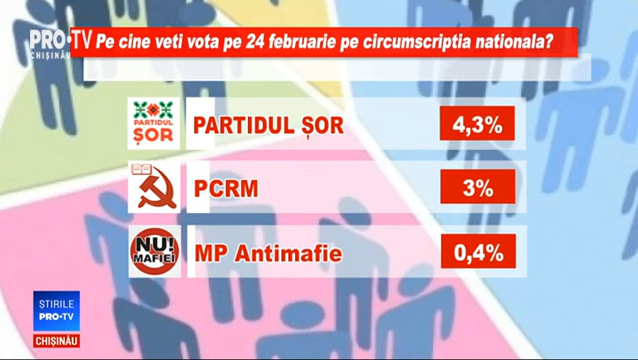 PRO•TV
CHIȘINĂU
Pe cine veti vota pe 24 februarie pe circumscriptia nationala?
PARTIDUL
ȘOR
PARTIDUL ȘOR
4,3%
PCRM
3%
NU!
MAFIEI
MP Antimafie
0,4%
ȘTIRILE
PRO•TV
CHIȘINĂU